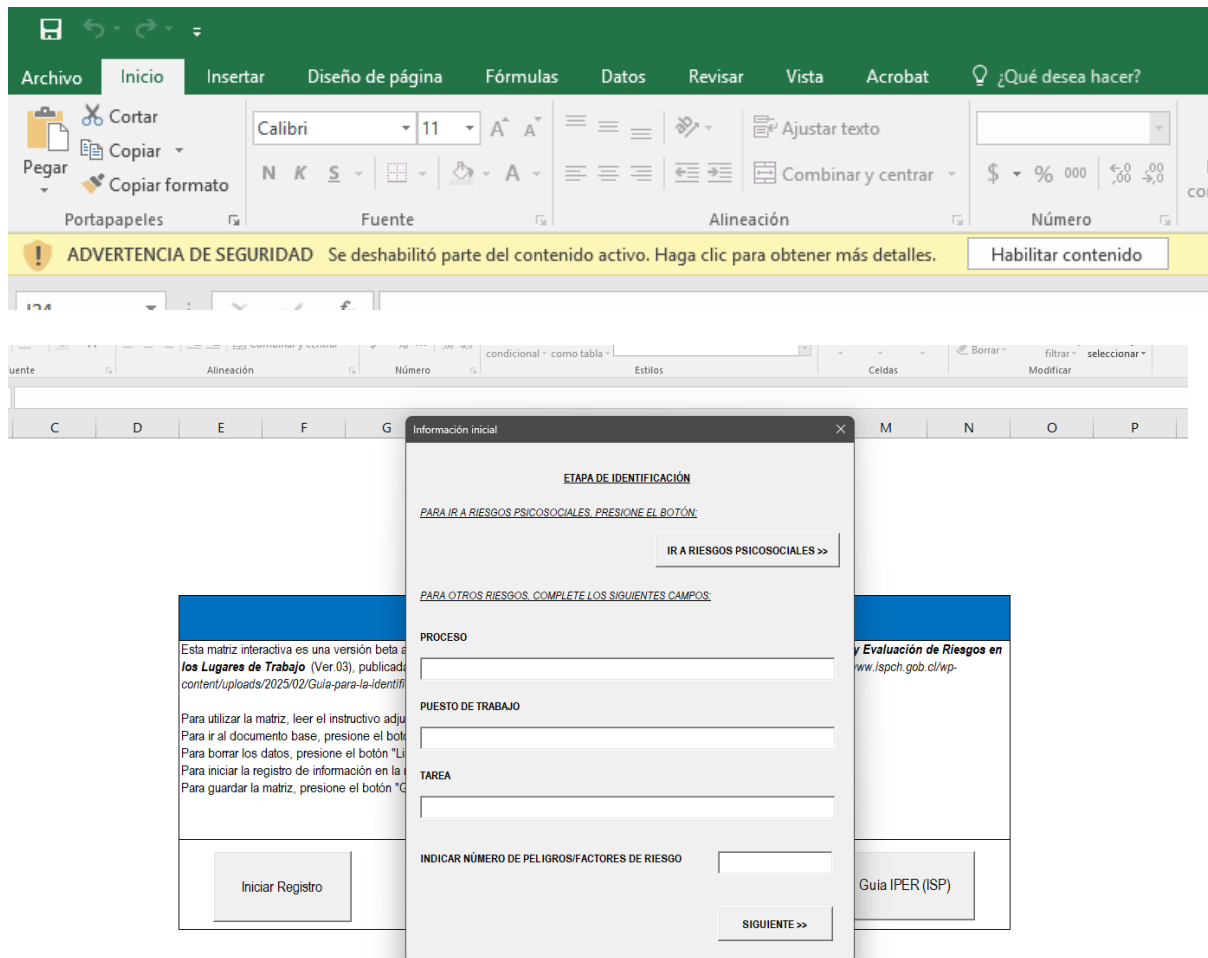 Archivo Inicio Insertar Diseño de página Fórmulas Datos Revisar Vista Acrobat ¿Qué desea hacer?
Pegar
Cortar
Copiar
Copiar formato
Calibri 11
N K S
Ajustar texto
Combinar y centrar
$ % 000
Portapapeles Fuente Alineación Número
ADVERTENCIA DE SEGURIDAD Se deshabilitó parte del contenido activo. Haga clic para obtener más detalles. Habilitar contenido
condicional como tabla Borrar filtrar seleccionar
Alineación Número Estilos Celdas Modificar
C D E F G M N O P
Información inicial
ETAPA DE IDENTIFICACIÓN
PARA IR A RIESGOS PSICOSOCIALES, PRESIONE EL BOTÓN:
IR A RIESGOS PSICOSOCIALES >>
PARA OTROS RIESGOS, COMPLETE LOS SIGUIENTES CAMPOS:
PROCESO
PUESTO DE TRABAJO
TAREA
INDICAR NÚMERO DE PELIGROS/FACTORES DE RIESGO
SIGUIENTE >>
Esta matriz interactiva es una versión beta a
y Evaluación de Riesgos en
los Lugares de Trabajo (Ver.03), publicada
ww.ispch.gob.cl/wp-
content/uploads/2025/02/Guia-para-la-identifi
Para utilizar la matriz, leer el instructivo adju
Para ir al documento base, presione el bot
Para borrar los datos, presione el botón "Li
Para iniciar la registro de información en la
Para guardar la matriz, presione el botón "G
Iniciar Registro
Guia IPER (ISP)